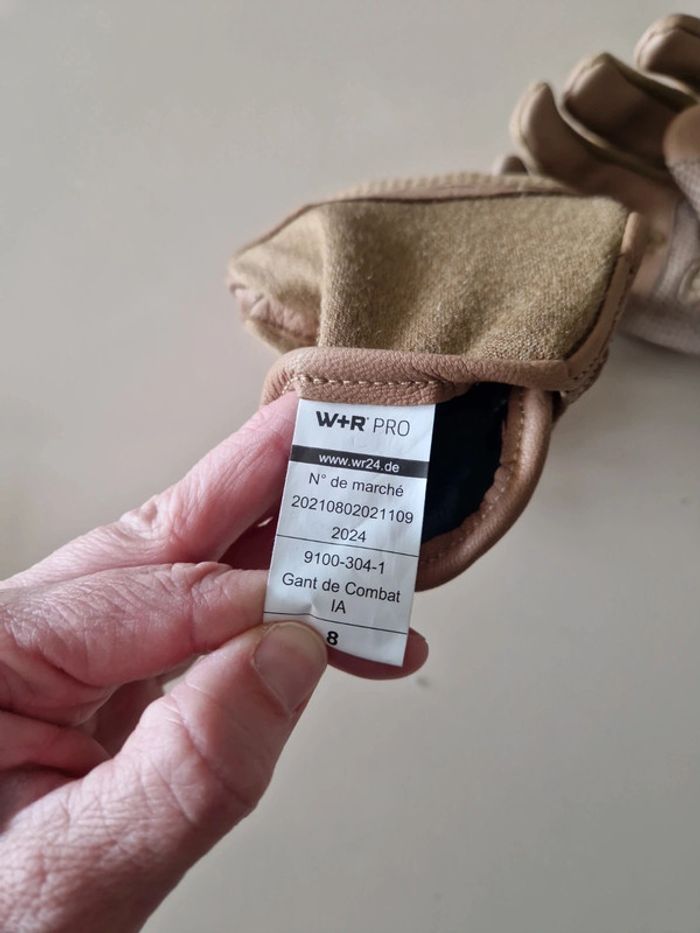 W+R® PRO
www.wr24.de
N° de marché
20210802021109
2024
9100-304-1
Gant de Combat
IA
8